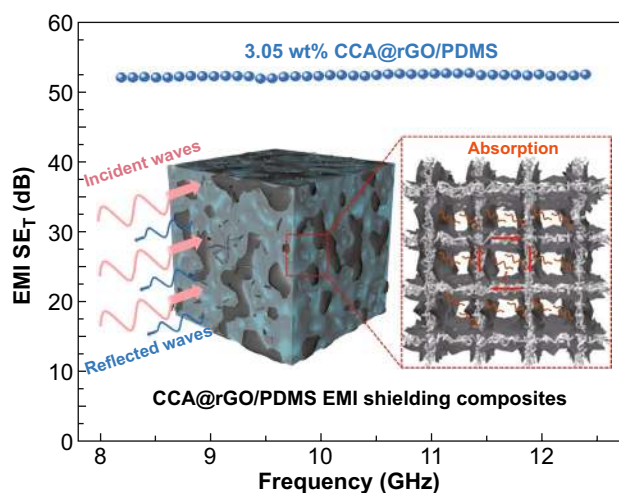 60
50
40
30
20
10
0
EMI SE_T (dB)
3.05 wt% CCA@rGO/PDMS
Incident waves
Absorption
Reflected waves
CCA@rGO/PDMS EMI shielding composites
8 9 10 11 12
Frequency (GHz)